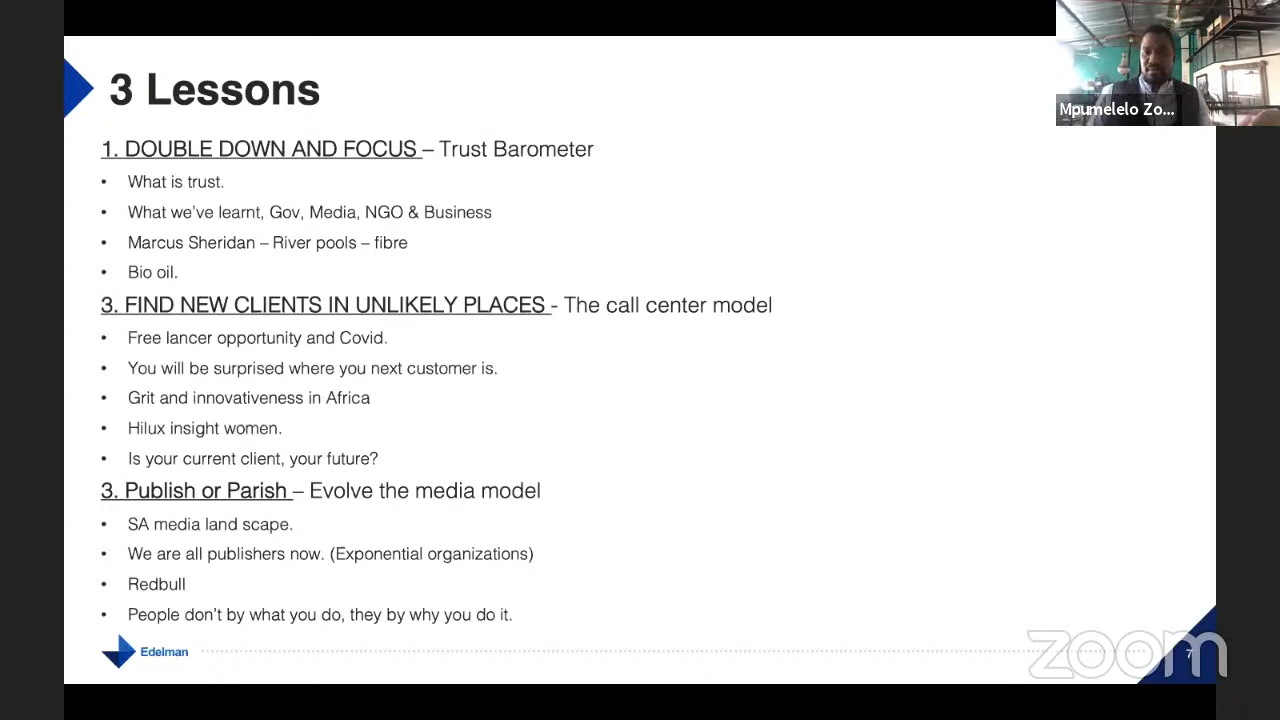 3 Lessons
Mpumelelo Zo...
1. DOUBLE DOWN AND FOCUS – Trust Barometer
• What is trust.
• What we've learnt, Gov, Media, NGO & Business
• Marcus Sheridan – River pools – fibre
• Bio oil.
3. FIND NEW CLIENTS IN UNLIKELY PLACES - The call center model
• Free lancer opportunity and Covid.
• You will be surprised where you next customer is.
• Grit and innovativeness in Africa
• Hilux insight women.
• Is your current client, your future?
3. Publish or Parish – Evolve the media model
• SA media land scape.
• We are all publishers now. (Exponential organizations)
• Redbull
• People don't by what you do, they by why you do it.
Edelman
zoom
7